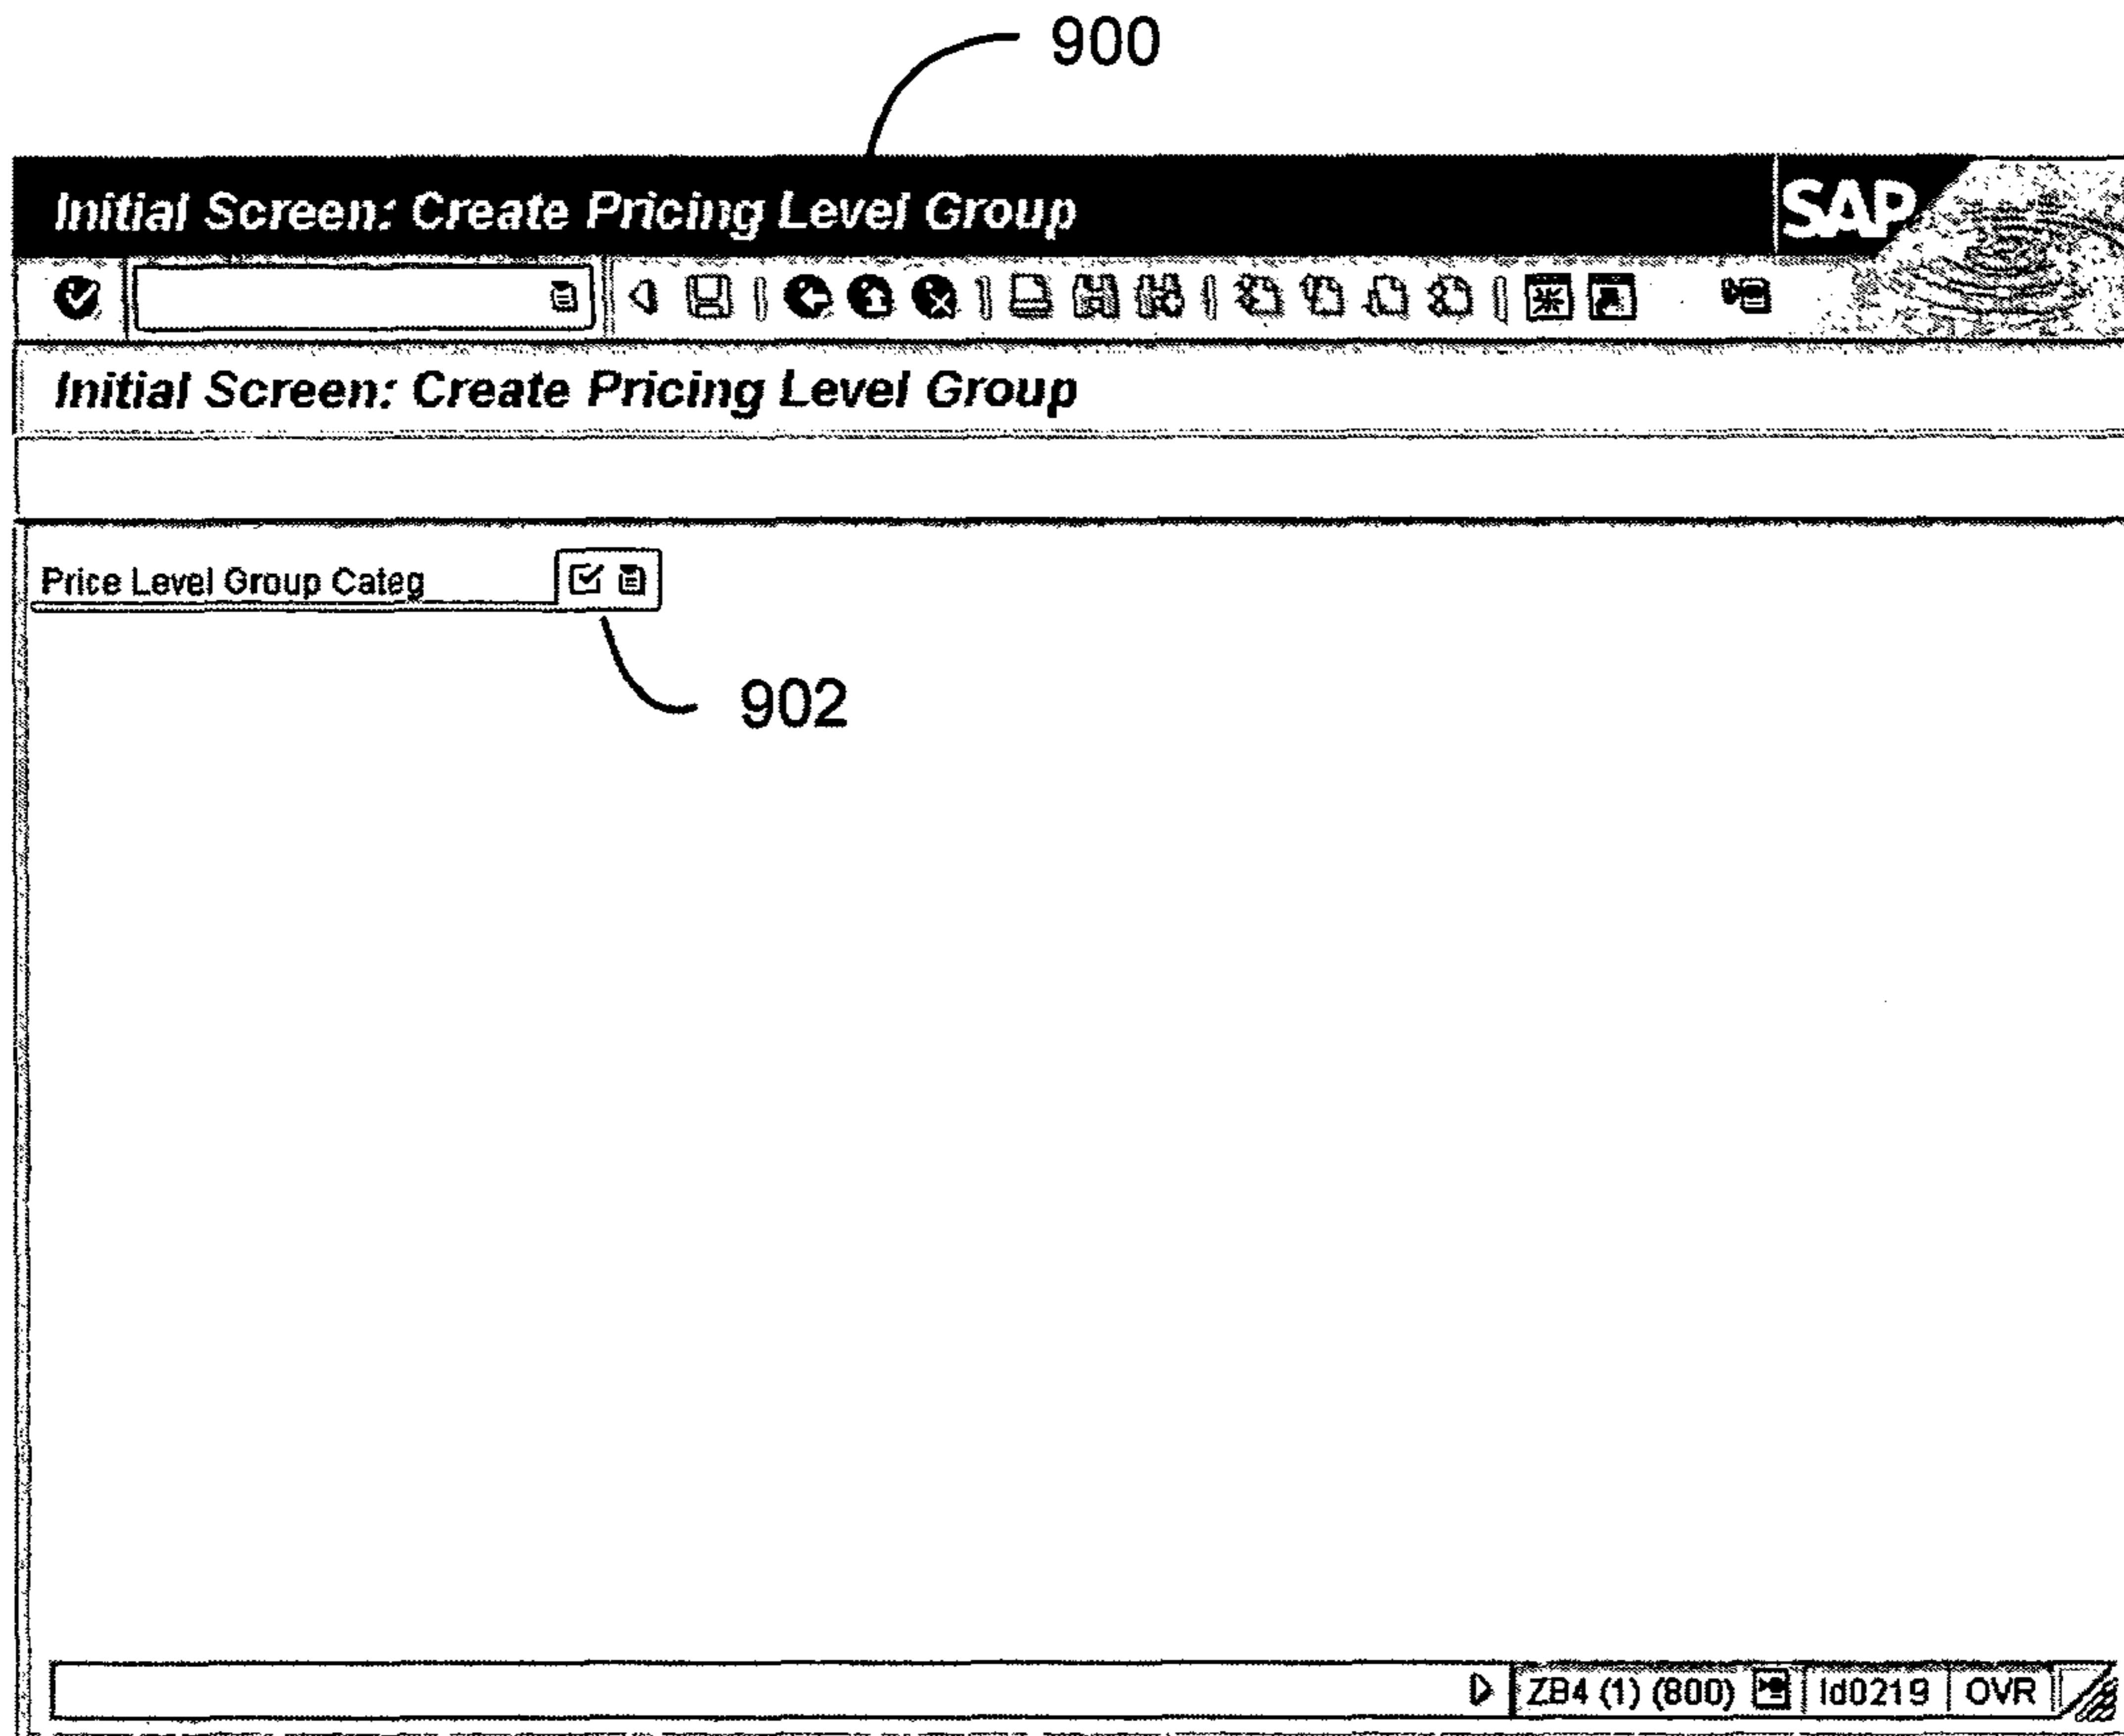 900
Initial Screen: Create Pricing Level Group SAP
Initial Screen: Create Pricing Level Group
Price Level Group Categ
902
ZB4 (1) (800) ld0219 OVR